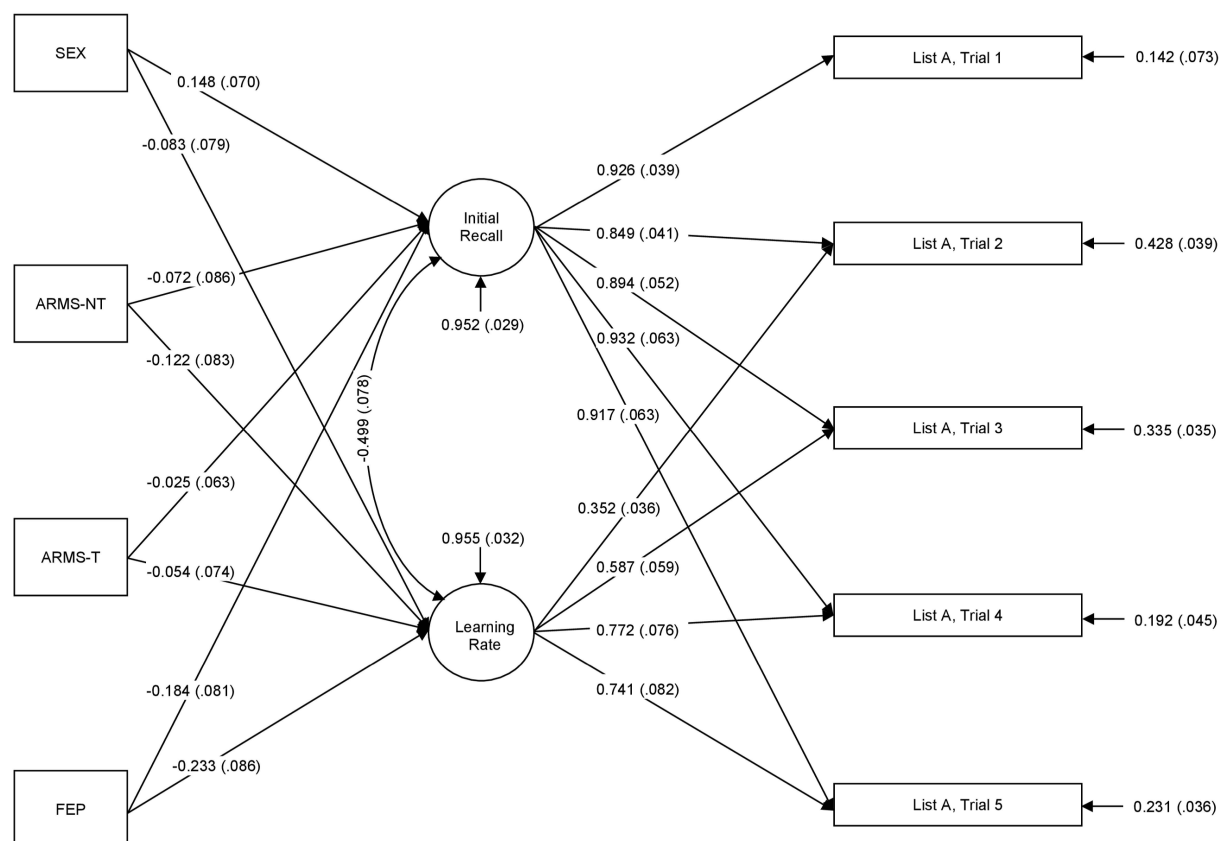 SEX
ARMS-NT
ARMS-T
FEP
0.148 (.070)
-0.083 (.079)
-0.072 (.086)
-0.122 (.083)
-0.025 (.063)
-0.054 (.074)
-0.184 (.081)
-0.233 (.086)
Initial
Recall
0.952 (.029)
-0.499 (.078)
0.955 (.032)
Learning
Rate
0.926 (.039)
0.849 (.041)
0.894 (.052)
0.932 (.063)
0.917 (.063)
0.352 (.036)
0.587 (.059)
0.772 (.076)
0.741 (.082)
List A, Trial 1
0.142 (.073)
List A, Trial 2
0.428 (.039)
List A, Trial 3
0.335 (.035)
List A, Trial 4
0.192 (.045)
List A, Trial 5
0.231 (.036)